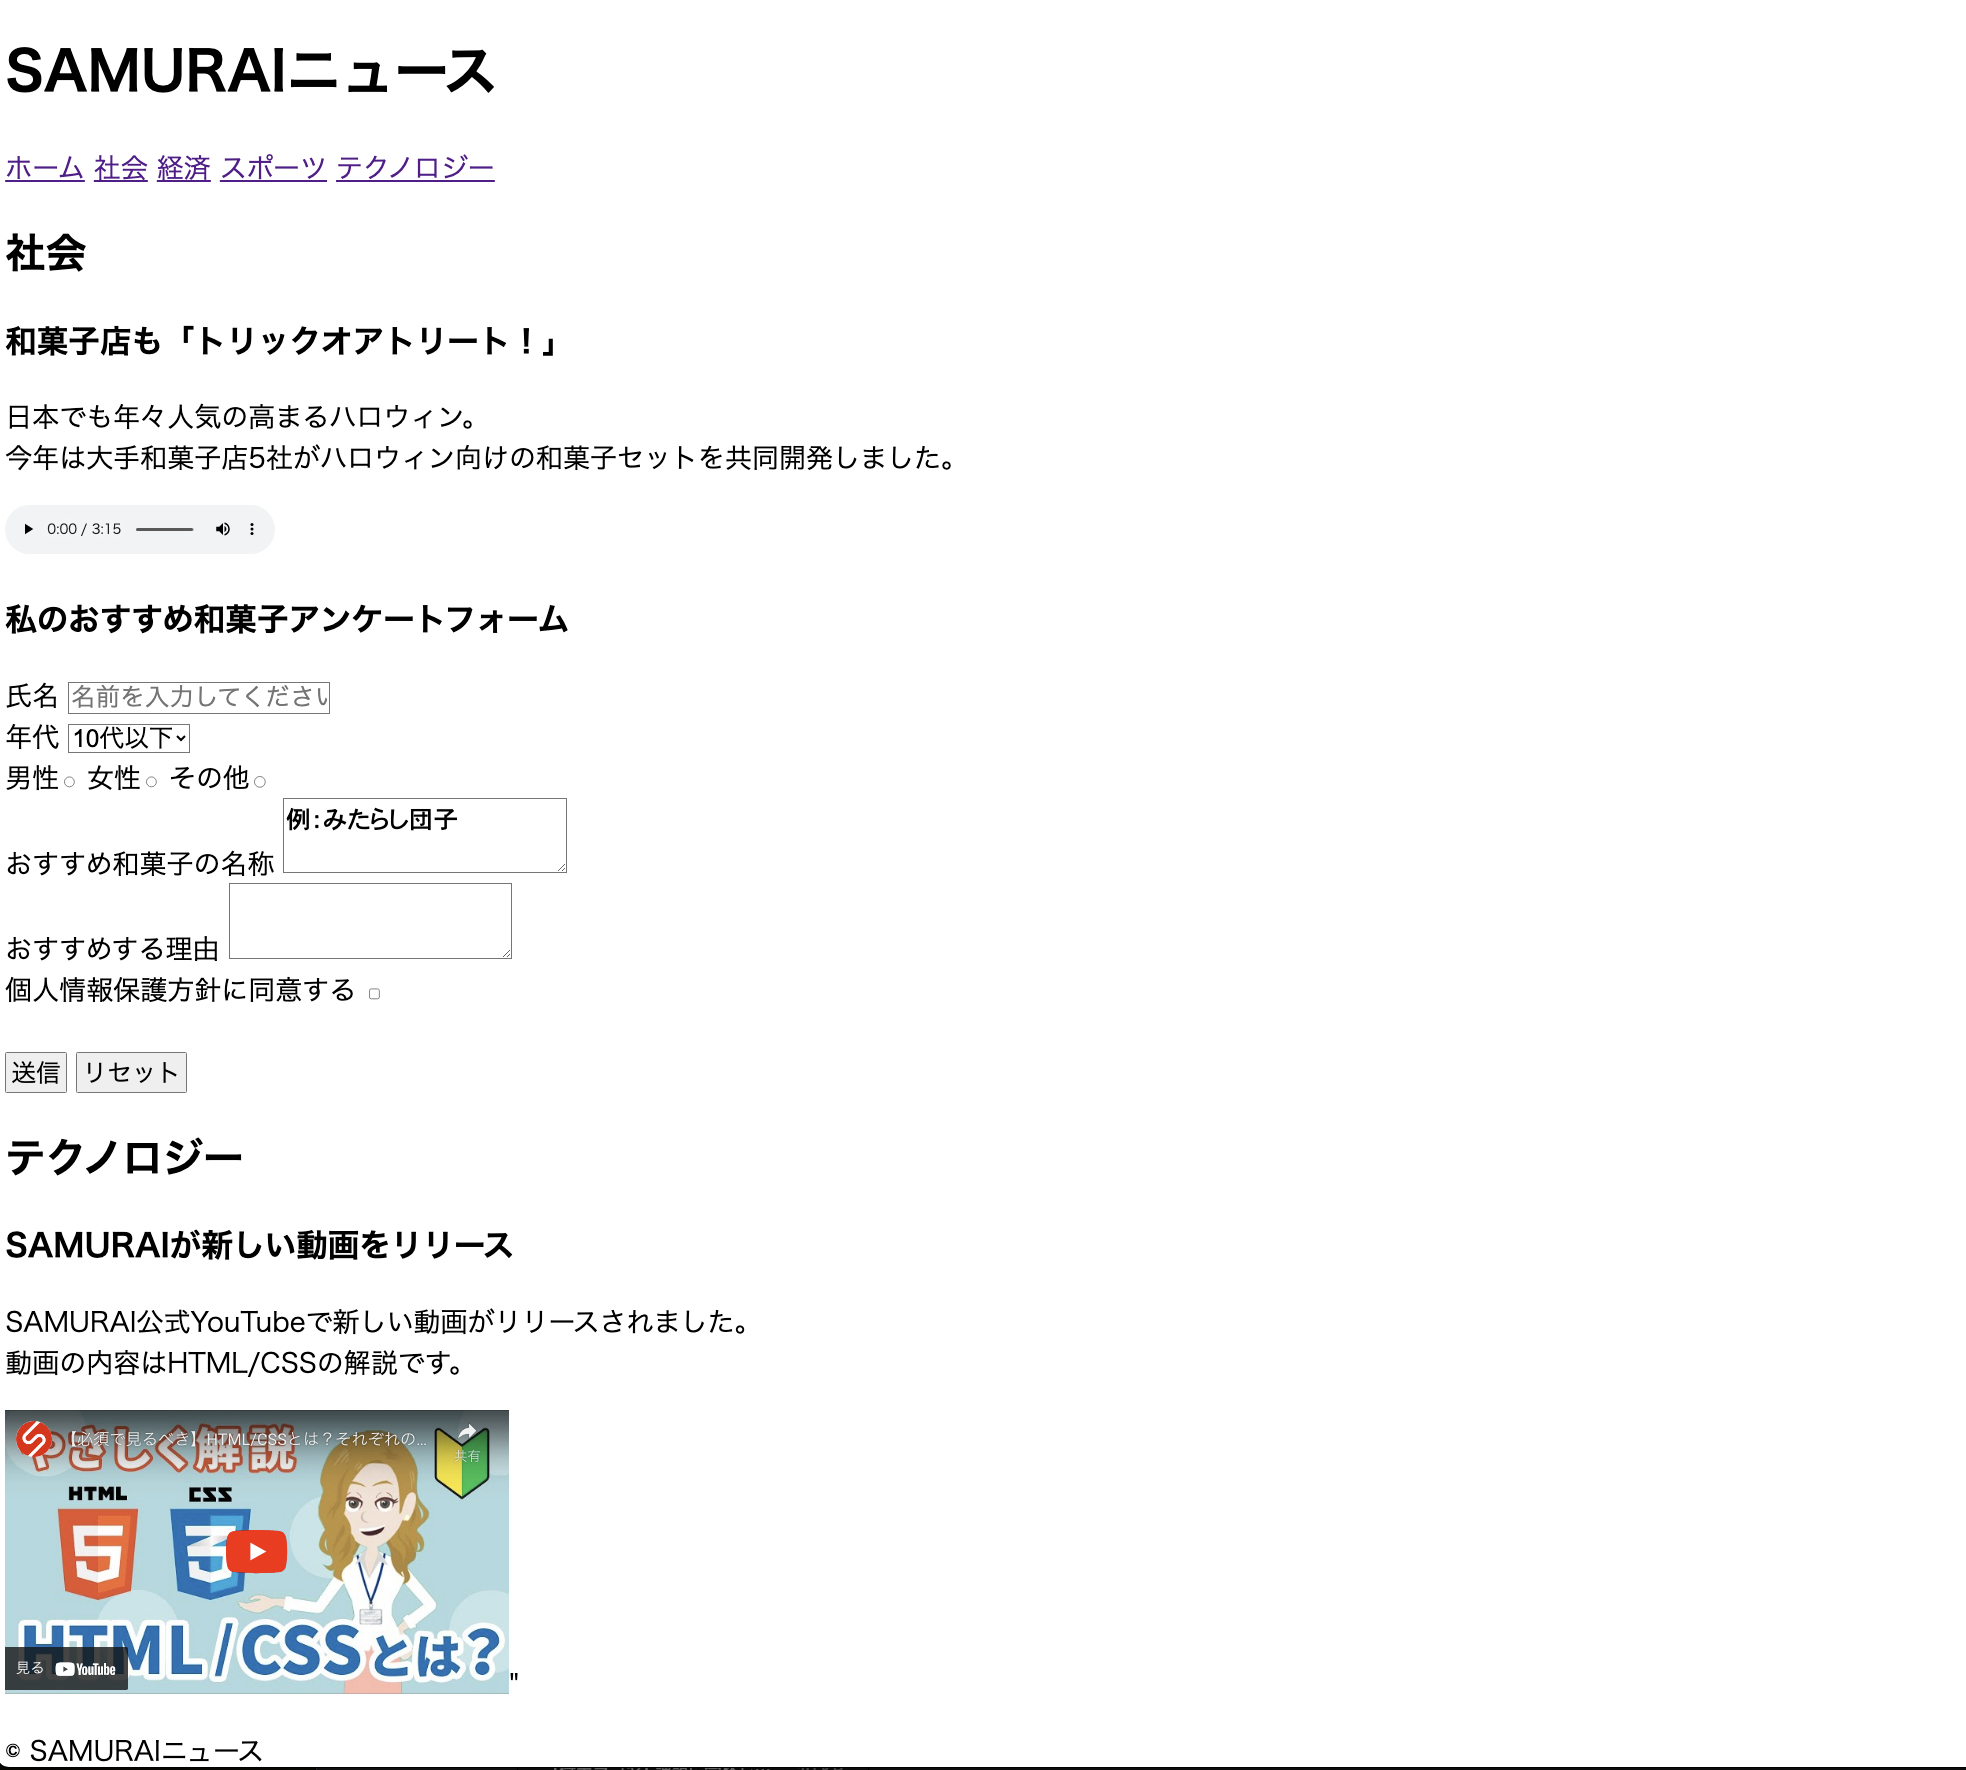 SAMURAIニュース
ホーム 社会 経済 スポーツ テクノロジー
社会
和菓子店も「トリックオアトリート！」
日本でも年々人気の高まるハロウィン。
今年は大手和菓子店5社がハロウィン向けの和菓子セットを共同開発しました。
0:00 / 3:15
私のおすすめ和菓子アンケートフォーム
氏名 名前を入力してください
年代 10代以下
男性 女性 その他
例：みたらし団子
おすすめ和菓子の名称
おすすめする理由
個人情報保護方針に同意する
送信 リセット
テクノロジー
SAMURAIが新しい動画をリリース
SAMURAI公式YouTubeで新しい動画がリリースされました。
動画の内容はHTML/CSSの解説です。
【必須で見るべき】HTML/CSSとは？それぞれの...
共有
やさしく解説
HTML CSS
5 3
HTML/CSSとは？
見る YouTube
"
© SAMURAIニュース